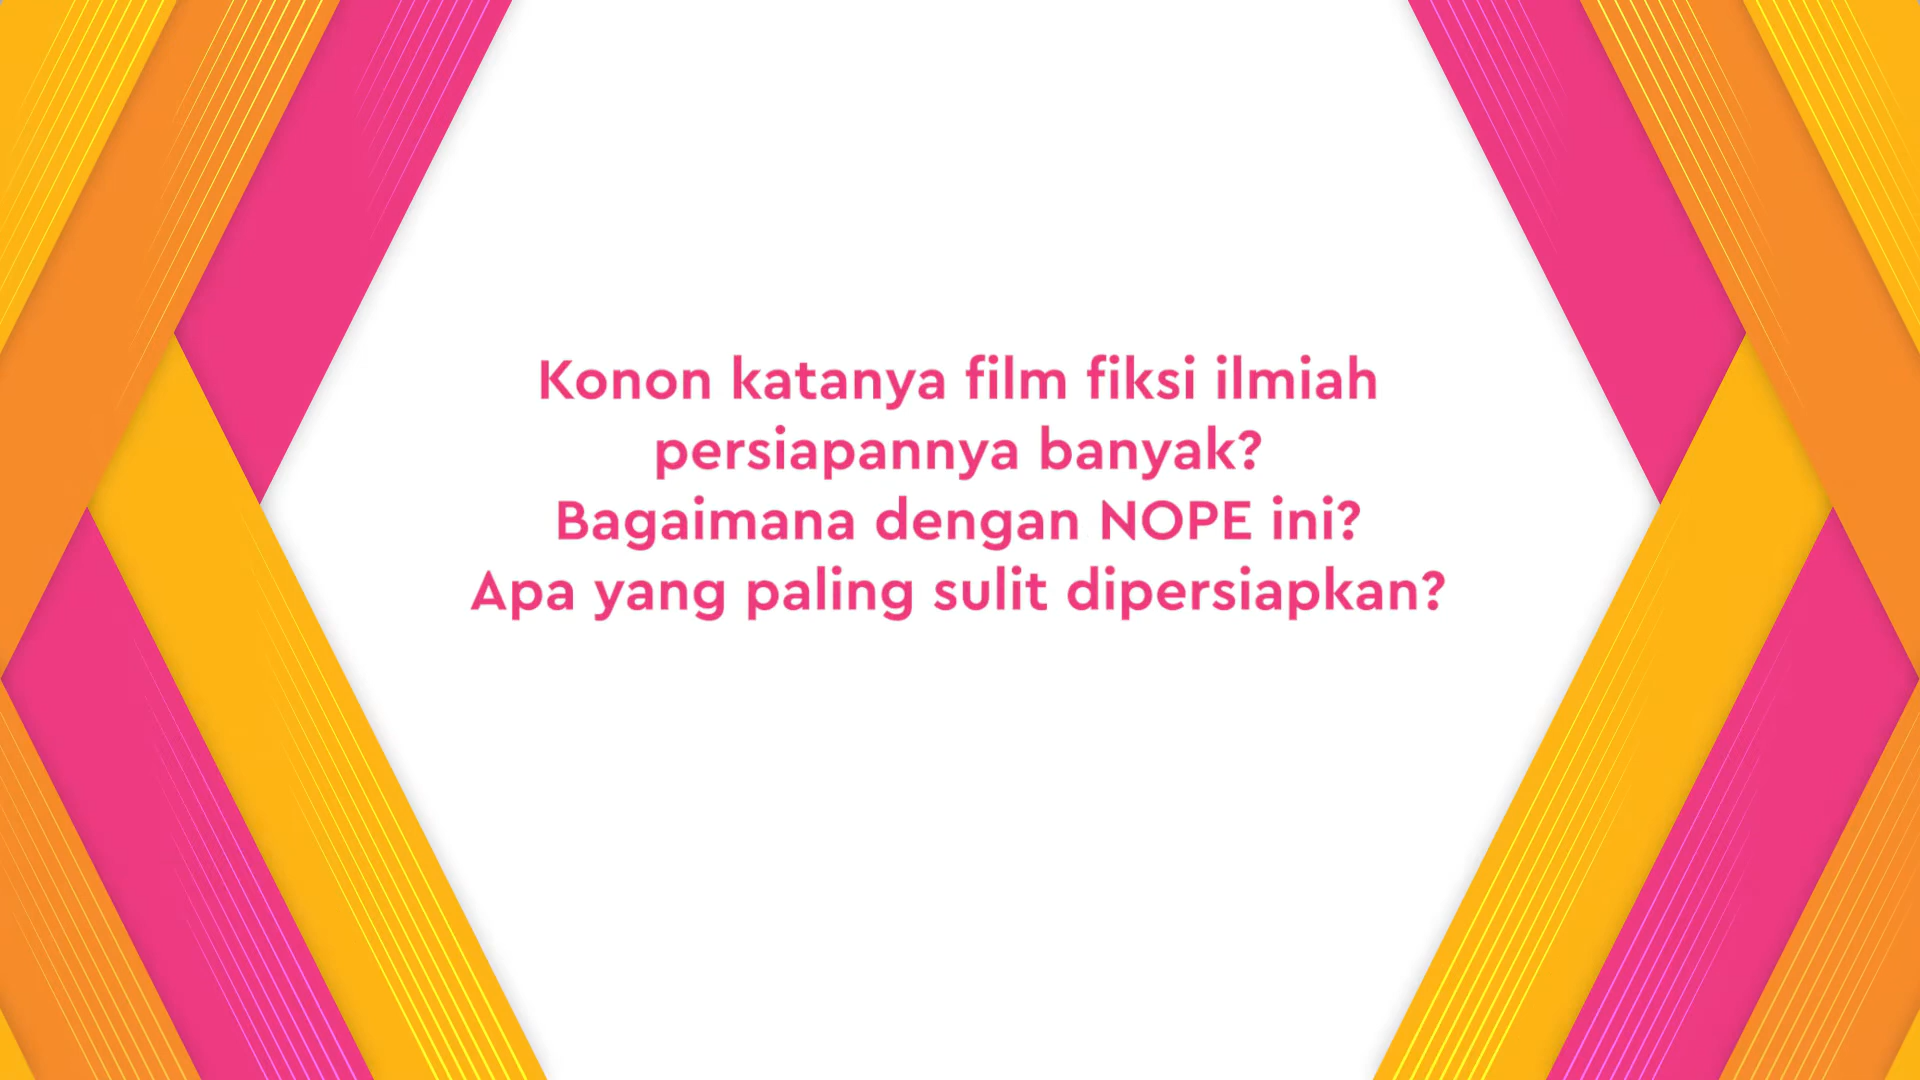 Konon katanya film fiksi ilmiah
persiapannya banyak?
Bagaimana dengan NOPE ini?
Apa yang paling sulit dipersiapkan?